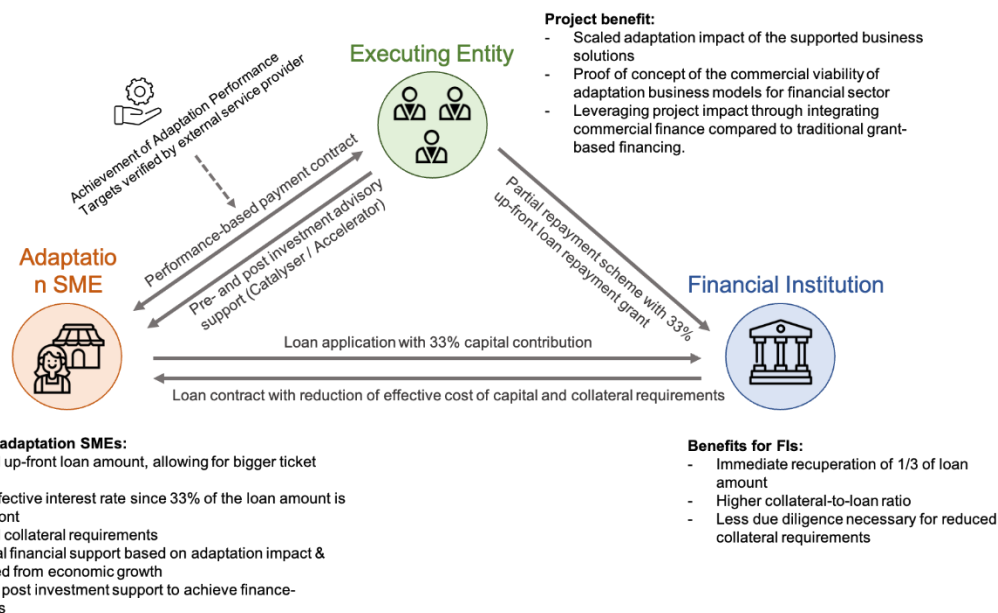 Project benefit:
- Scaled adaptation impact of the supported business
solutions
- Proof of concept of the commercial viability of
adaptation business models for financial sector
- Leveraging project impact through integrating
commercial finance compared to traditional grant-
based financing.
Executing Entity
Achievement of Adaptation Performance
Targets verified by external service provider
Performance-based payment contract
Pre- and post investment advisory
support (Catalyser / Accelerator)
Partial repayment scheme with 33%
up-front loan repayment grant
Adaptatio
n SME
Financial Institution
Loan application with 33% capital contribution
Loan contract with reduction of effective cost of capital and collateral requirements
adaptation SMEs:
up-front loan amount, allowing for bigger ticket
ffective interest rate since 33% of the loan amount is
ont
collateral requirements
al financial support based on adaptation impact &
ed from economic growth
post investment support to achieve finance-
s
Benefits for FIs:
- Immediate recuperation of 1/3 of loan
amount
- Higher collateral-to-loan ratio
- Less due diligence necessary for reduced
collateral requirements